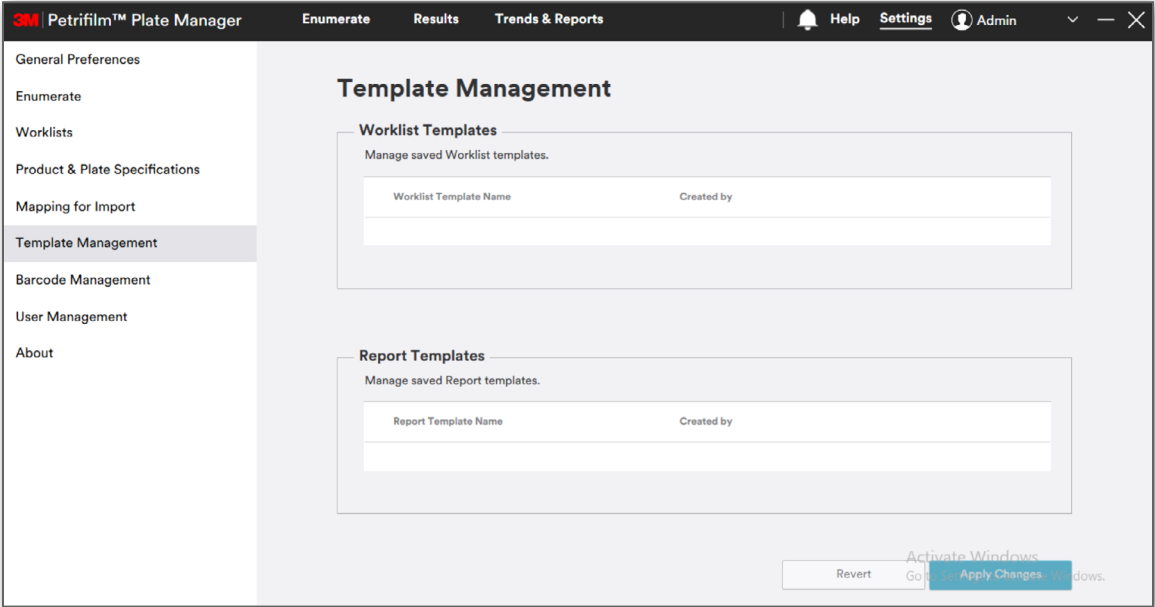 3M Petrifilm™ Plate Manager Enumerate Results Trends & Reports Help Settings Admin
General Preferences
Enumerate
Worklists
Product & Plate Specifications
Mapping for Import
Template Management
Barcode Management
User Management
About
Template Management
Worklist Templates
Manage saved Worklist templates.
Worklist Template Name Created by
Report Templates
Manage saved Report templates.
Report Template Name Created by
Activate Windows
Revert Apply Changes
Go to